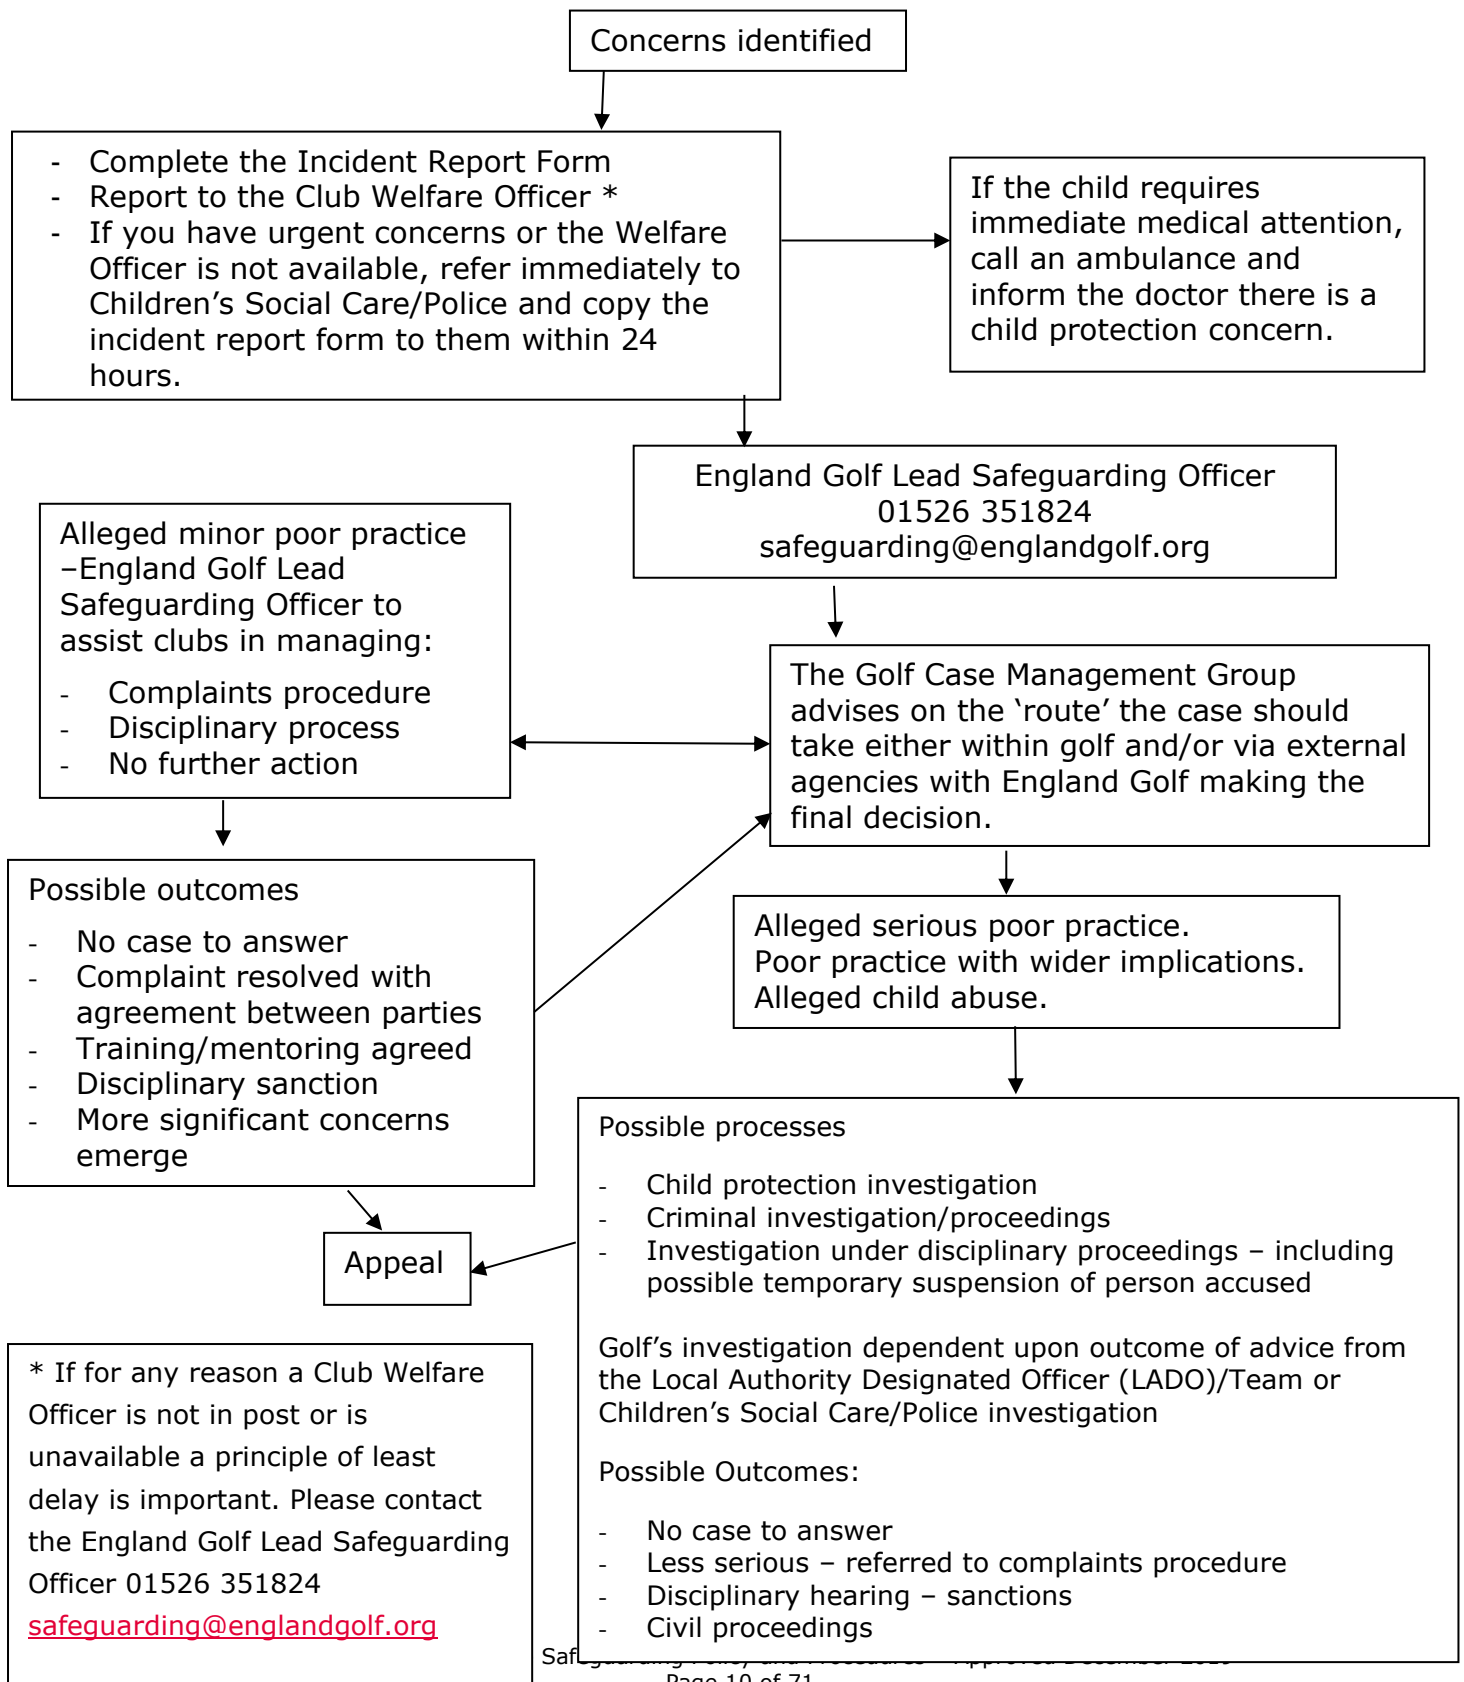 Concerns identified
- Complete the Incident Report Form
- Report to the Club Welfare Officer *
- If you have urgent concerns or the Welfare
Officer is not available, refer immediately to
Children’s Social Care/Police and copy the
incident report form to them within 24
hours.
If the child requires
immediate medical attention,
call an ambulance and
inform the doctor there is a
child protection concern.
England Golf Lead Safeguarding Officer
01526 351824
safeguarding@englandgolf.org
Alleged minor poor practice
–England Golf Lead
Safeguarding Officer to
assist clubs in managing:
- Complaints procedure
- Disciplinary process
- No further action
The Golf Case Management Group
advises on the ‘route’ the case should
take either within golf and/or via external
agencies with England Golf making the
final decision.
Possible outcomes
- No case to answer
- Complaint resolved with
agreement between parties
- Training/mentoring agreed
- Disciplinary sanction
- More significant concerns
emerge
Alleged serious poor practice.
Poor practice with wider implications.
Alleged child abuse.
Possible processes
- Child protection investigation
- Criminal investigation/proceedings
- Investigation under disciplinary proceedings – including
possible temporary suspension of person accused
Golf’s investigation dependent upon outcome of advice from
the Local Authority Designated Officer (LADO)/Team or
Children’s Social Care/Police investigation
Possible Outcomes:
- No case to answer
- Less serious – referred to complaints procedure
- Disciplinary hearing – sanctions
- Civil proceedings
Appeal
* If for any reason a Club Welfare
Officer is not in post or is
unavailable a principle of least
delay is important. Please contact
the England Golf Lead Safeguarding
Officer 01526 351824
safeguarding@englandgolf.org
Safeguarding Policy and Procedures – Approved December
Page 10 of 71